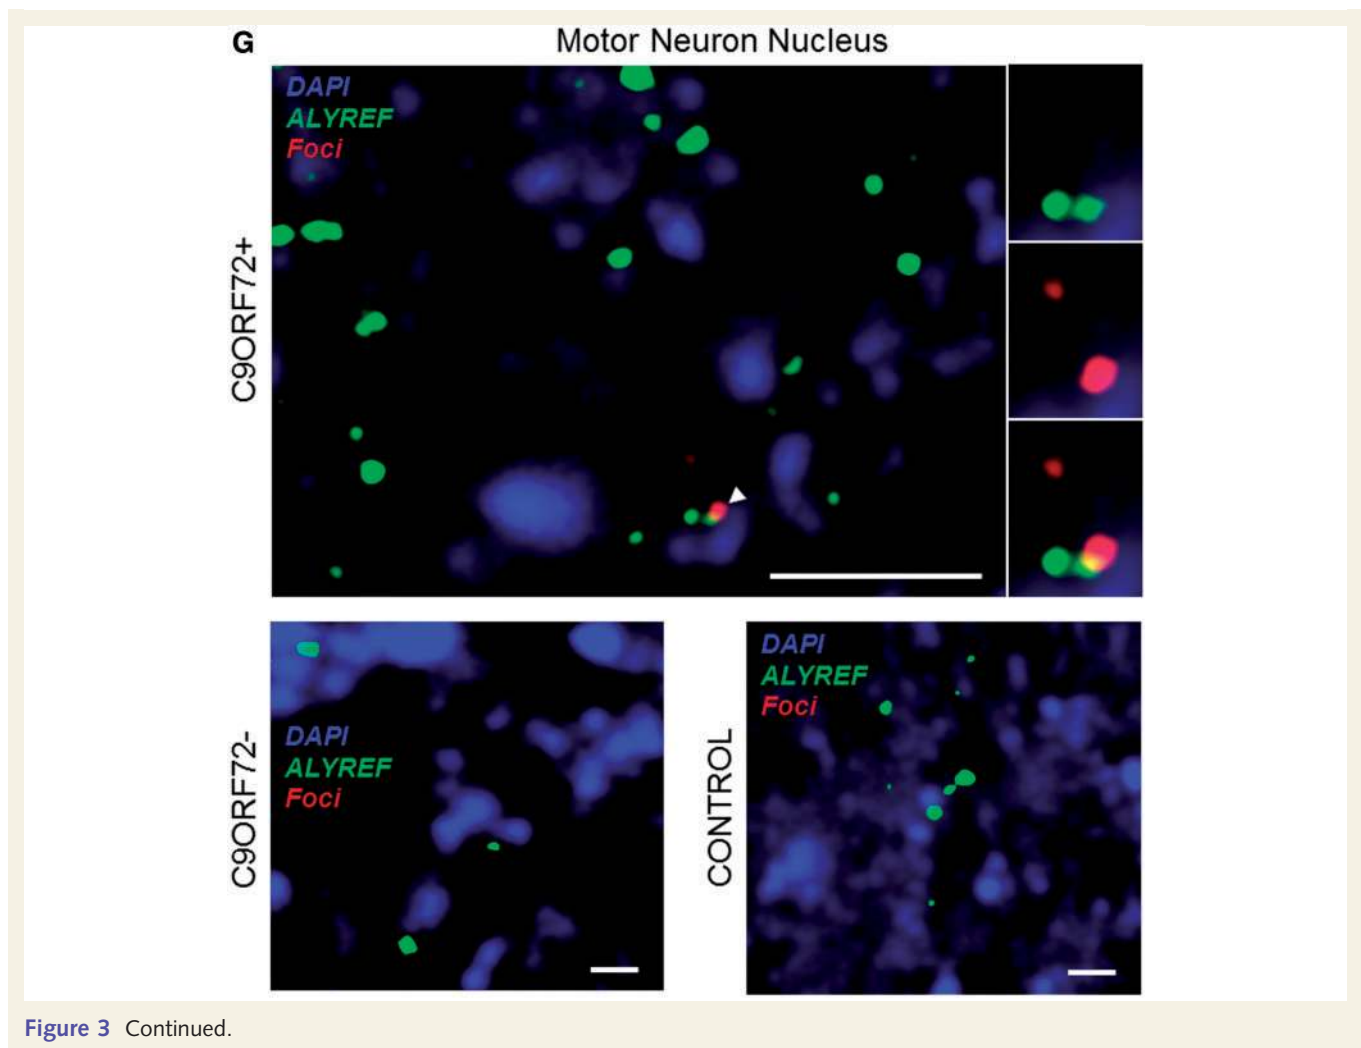 G
Motor Neuron Nucleus
C9ORF72+
DAPI
ALYREF
Foci
C9ORF72-
DAPI
ALYREF
Foci
CONTROL
DAPI
ALYREF
Foci
Figure 3 Continued.